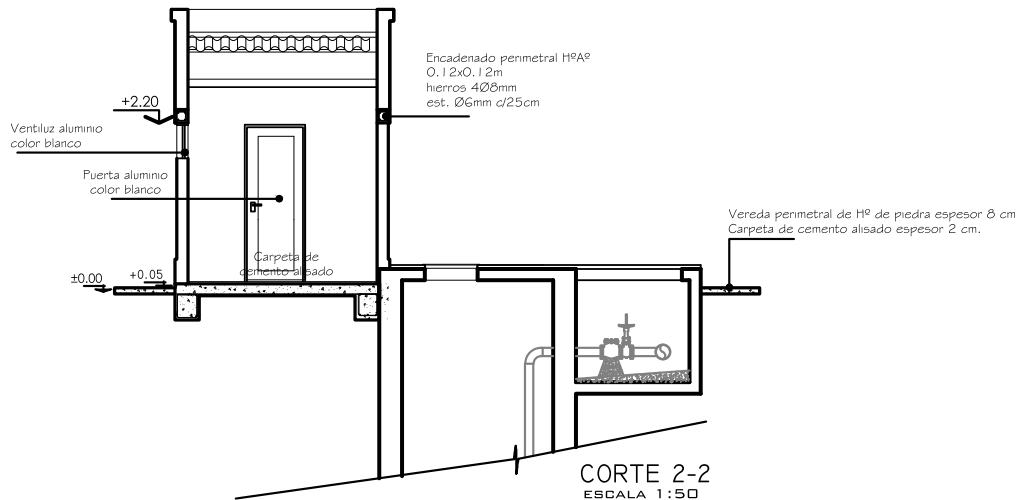 Encadenado perimetral HºAº
0.12x0.12m
hierros 4Ø8mm
est. Ø6mm c/25cm
+2.20
Ventiluz aluminio
color blanco
Puerta aluminio
color blanco
Vereda perimetral de Hº de piedra espesor 8 cm
Carpeta de cemento alisado espesor 2 cm.
Carpeta de
cemento alisado
±0.00
+0.05
CORTE 2-2
ESCALA 1:50